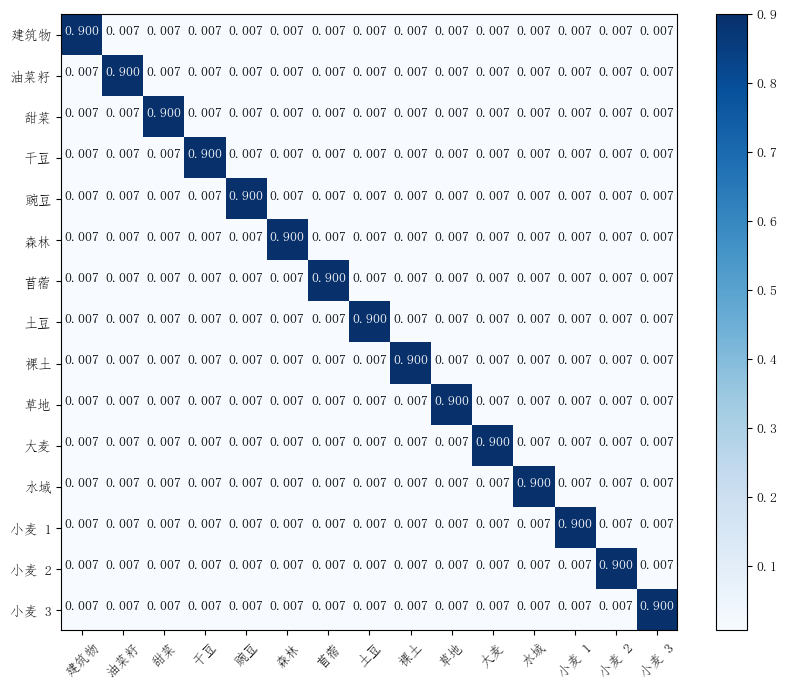 建筑物 0.900 0.007 0.007 0.007 0.007 0.007 0.007 0.007 0.007 0.007 0.007 0.007 0.007 0.007 0.007
油菜籽 0.007 0.900 0.007 0.007 0.007 0.007 0.007 0.007 0.007 0.007 0.007 0.007 0.007 0.007 0.007
甜菜 0.007 0.007 0.900 0.007 0.007 0.007 0.007 0.007 0.007 0.007 0.007 0.007 0.007 0.007 0.007
干豆 0.007 0.007 0.007 0.900 0.007 0.007 0.007 0.007 0.007 0.007 0.007 0.007 0.007 0.007 0.007
豌豆 0.007 0.007 0.007 0.007 0.900 0.007 0.007 0.007 0.007 0.007 0.007 0.007 0.007 0.007 0.007
森林 0.007 0.007 0.007 0.007 0.007 0.900 0.007 0.007 0.007 0.007 0.007 0.007 0.007 0.007 0.007
苜蓿 0.007 0.007 0.007 0.007 0.007 0.007 0.900 0.007 0.007 0.007 0.007 0.007 0.007 0.007 0.007
土豆 0.007 0.007 0.007 0.007 0.007 0.007 0.007 0.900 0.007 0.007 0.007 0.007 0.007 0.007 0.007
裸土 0.007 0.007 0.007 0.007 0.007 0.007 0.007 0.007 0.900 0.007 0.007 0.007 0.007 0.007 0.007
草地 0.007 0.007 0.007 0.007 0.007 0.007 0.007 0.007 0.007 0.900 0.007 0.007 0.007 0.007 0.007
大麦 0.007 0.007 0.007 0.007 0.007 0.007 0.007 0.007 0.007 0.007 0.900 0.007 0.007 0.007 0.007
水域 0.007 0.007 0.007 0.007 0.007 0.007 0.007 0.007 0.007 0.007 0.007 0.900 0.007 0.007 0.007
小麦 1 0.007 0.007 0.007 0.007 0.007 0.007 0.007 0.007 0.007 0.007 0.007 0.007 0.900 0.007 0.007
小麦 2 0.007 0.007 0.007 0.007 0.007 0.007 0.007 0.007 0.007 0.007 0.007 0.007 0.007 0.900 0.007
小麦 3 0.007 0.007 0.007 0.007 0.007 0.007 0.007 0.007 0.007 0.007 0.007 0.007 0.007 0.007 0.900
建筑物 油菜籽 甜菜 干豆 豌豆 森林 苜蓿 土豆 裸土 草地 大麦 水域 小麦 1 小麦 2 小麦 3
0.9
0.8
0.7
0.6
0.5
0.4
0.3
0.2
0.1